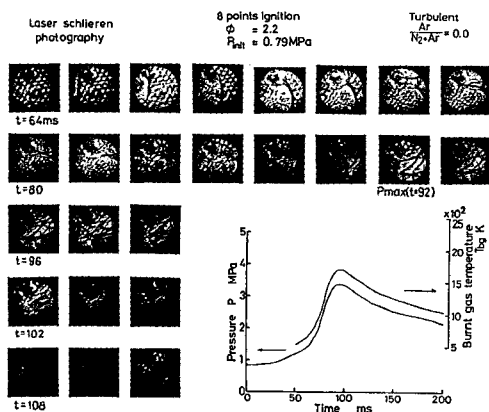 Laser schlieren
photography
8 points ignition
ϕ = 2.2
Pinit = 0.79MPa
Turbulent
Ar
N2+Ar = 0.0
t=64ms
t=80
Pmax(t=92)
t=96
t=102
t=108
Pressure P MPa
5
4
3
2
1
0
0 50 100 150 200
Time ms
×10²
25
20
15
10
5
Burnt gas temperature
Tbg K